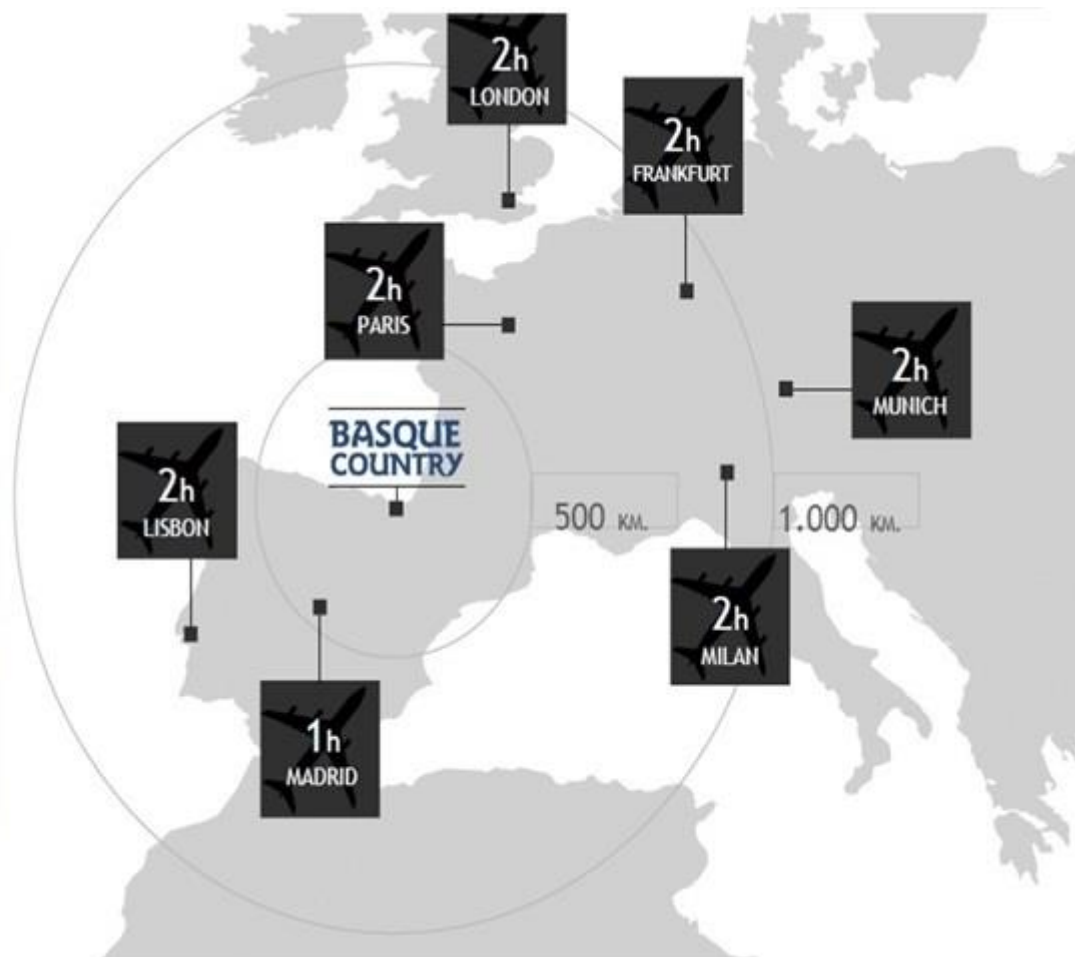 2h
LONDON
2h
FRANKFURT
2h
PARIS
2h
MUNICH
BASQUE
COUNTRY
2h
LISBON
500 KM.
1.000 KM.
2h
MILAN
1h
MADRID